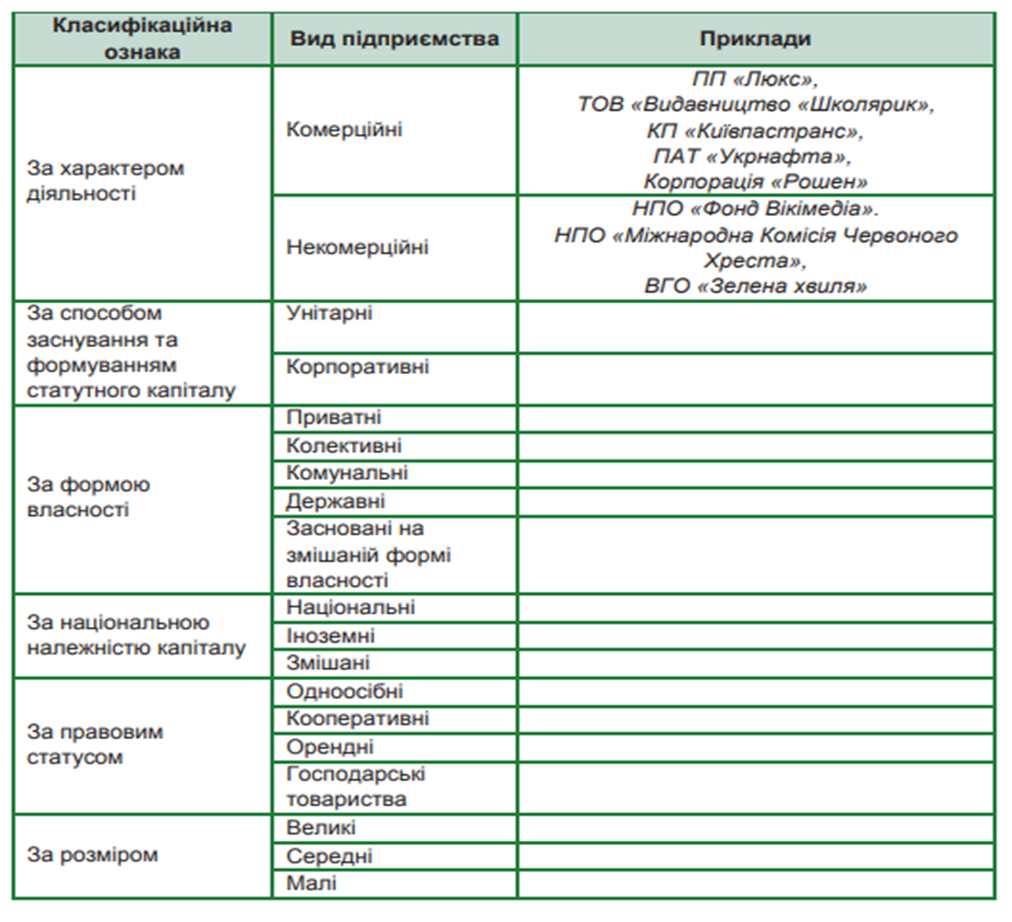 Класифікаційна
ознака
Вид підприємства
Приклади
За характером
діяльності
Комерційні
ПП «Люкс»,
ТОВ «Видавництво «Школярик»,
КП «Київпастранс»,
ПАТ «Укрнафта»,
Корпорація «Рошен»
Некомерційні
НПО «Фонд Вікімедіа».
НПО «Міжнародна Комісія Червоного
Хреста»,
ВГО «Зелена хвиля»
За способом
заснування та
формуванням
статутного капіталу
Унітарні
Корпоративні
За формою
власності
Приватні
Колективні
Комунальні
Державні
Засновані на
змішаній формі
власності
За національною
належністю капіталу
Національні
Іноземні
Змішані
За правовим
статусом
Одноосібні
Кооперативні
Орендні
Господарські
товариства
За розміром
Великі
Середні
Малі